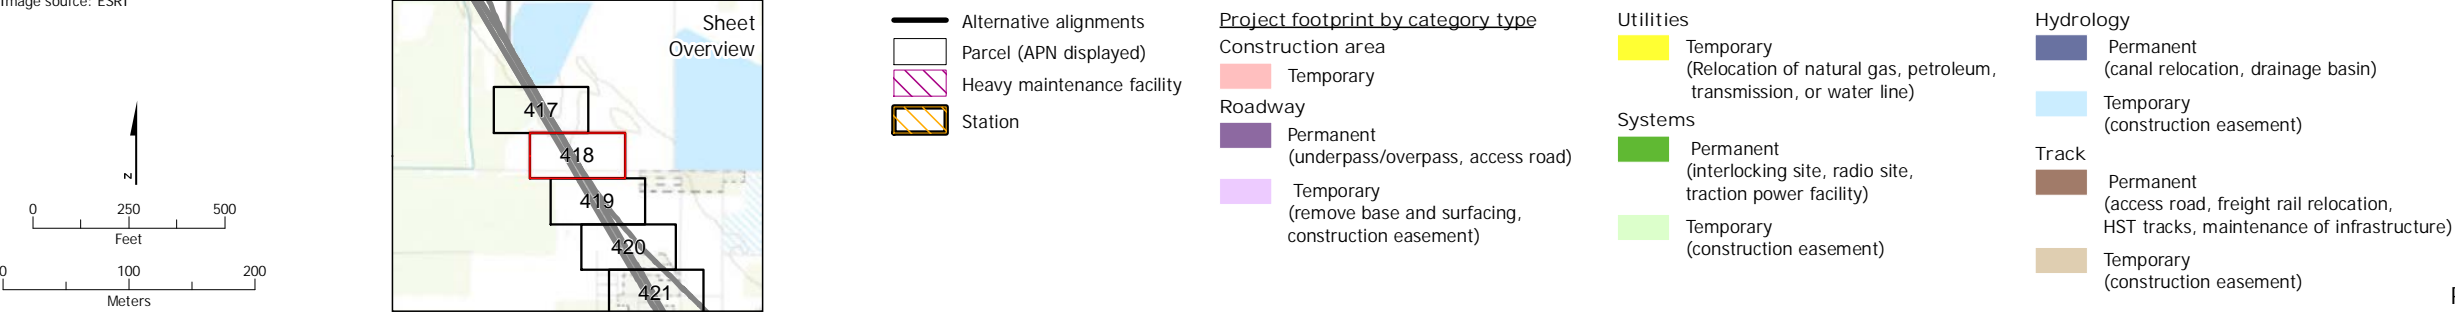 Image source: ESRI
N
0 250 500
Feet
0 100 200
Meters
Sheet
Overview
417
418
419
420
421
Alternative alignments
Parcel (APN displayed)
Heavy maintenance facility
Station
Project footprint by category type
Construction area
Temporary
Roadway
Permanent
(underpass/overpass, access road)
Temporary
(remove base and surfacing,
construction easement)
Utilities
Temporary
(Relocation of natural gas, petroleum,
transmission, or water line)
Systems
Permanent
(interlocking site, radio site,
traction power facility)
Temporary
(construction easement)
Hydrology
Permanent
(canal relocation, drainage basin)
Temporary
(construction easement)
Track
Permanent
(access road, freight rail relocation,
HST tracks, maintenance of infrastructure)
Temporary
(construction easement)